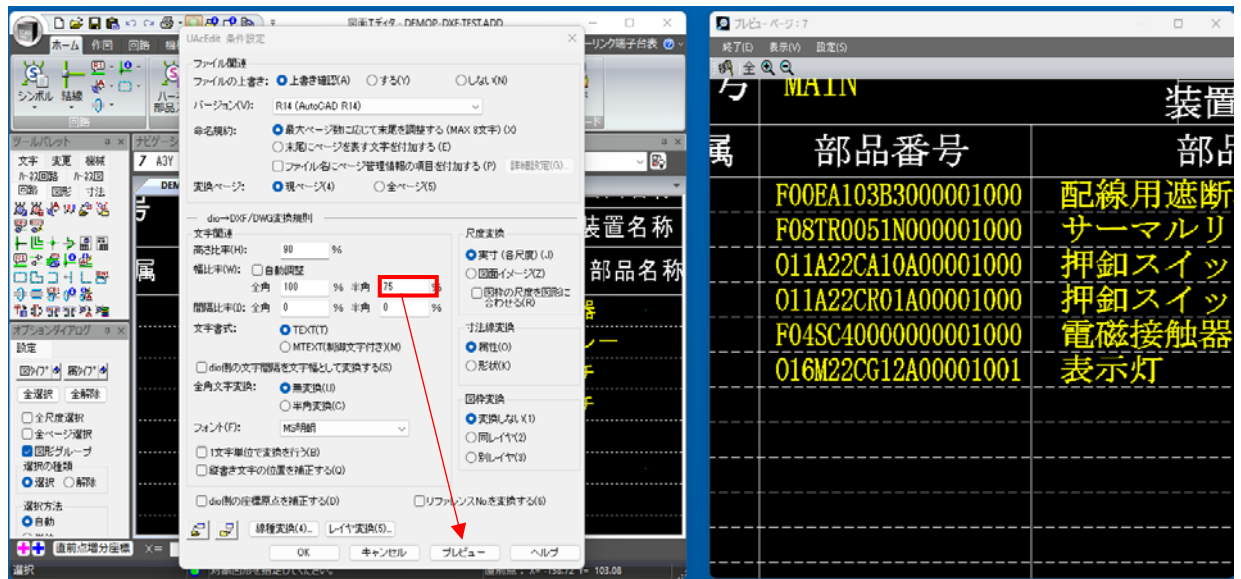 図面エディタ - DEMOP-DXF-TEST.ADD
ホーム
作図
回路
シンボル
結線
回路
ツールパレット
文字 変更 機械
回路 図形 寸法
7 A3Y
オプションダイアログ
設定
全選択
全解除
全尺度選択
全ページ選択
図形グループ
選択の種類
選択
解除
選択方法
自動
直前点増分座標
X=
選択
リンク端子台表
装置名称
属
部品名称
UAcEdit 条件設定
ファイル関連
ファイルの上書き:
上書き確認(A)
する(Y)
しない(N)
バージョン(V):
R14 (AutoCAD R14)
命名規約:
最大ページ数に応じて末尾を調整する (MAX 8文字) (X)
末尾にページを表す文字を付加する (E)
ファイル名にページ管理情報の項目を付加する (P)
詳細設定(G)...
変換ページ:
現ページ(4)
全ページ(5)
dio→DXF/DWG変換規則
文字関連
高さ比率(H):
90
%
幅比率(W):
自動調整
全角
100
%
半角
75
%
間隔比率(I):
全角
0
%
半角
0
%
文字書式:
TEXT(T)
MTEXT(制御文字付き)(M)
dio側の文字間隔を文字幅として変換する(S)
全角文字変換:
無変換(U)
半角変換(C)
フォント(F):
MS明朝
1文字単位で変換を行う(B)
縦書き文字の位置を補正する(Q)
尺度変換
実寸 (各尺度) (J)
図面イメージ(Z)
図枠の尺度を図形に合わせる(R)
寸法線変換
属性(O)
形状(K)
図枠変換
変換しない(1)
同レイヤ(2)
別レイヤ(3)
dio側の座標原点を補正する(D)
リファレンスNo.を変換する(6)
線種変換(4)...
レイヤ変換(5)...
OK
キャンセル
プレビュー
ヘルプ
プレビュー ページ : 7
終了(E)
表示(V)
設定(S)
全
号
MAIN
装置
属
部品番号
部品
F00EA103B3000001000
配線用遮断
F08TR0051N000001000
サーマルリ
011A22CA10A00001000
押釦スイッ
011A22CR01A00001000
押釦スイッ
F04SC40000000001000
電磁接触器
016M22CG12A00001001
表示灯